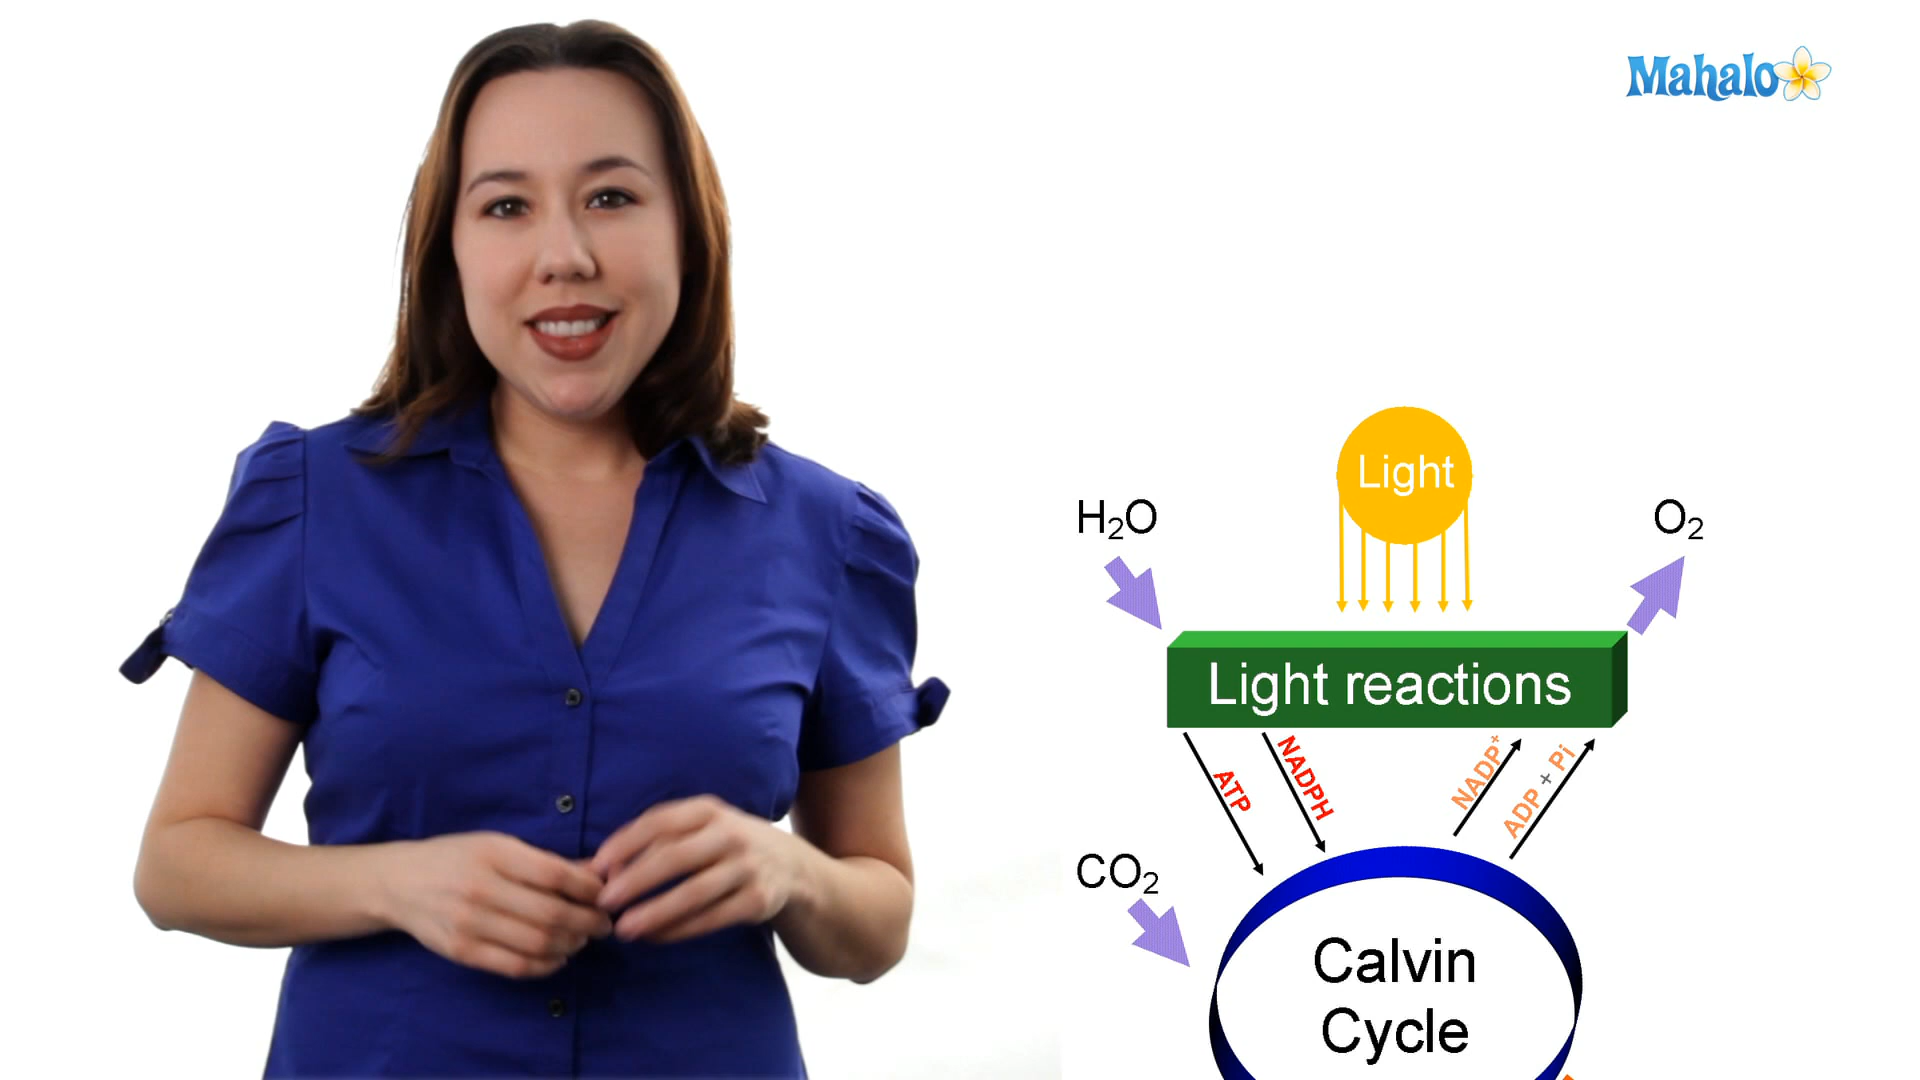 Mahalo
Light
H₂O
O₂
Light reactions
ATP
NADPH
NADP⁺
ADP + Pi
CO₂
Calvin
Cycle